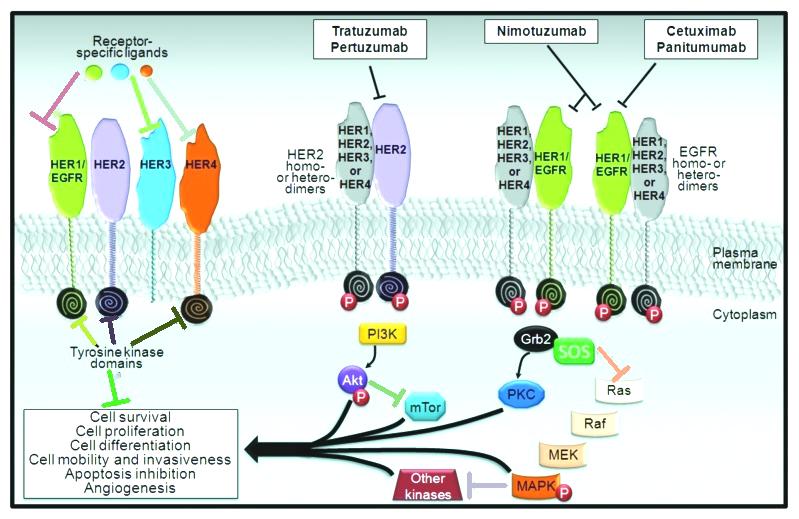 Receptor-
specific ligands
HER1/
EGFR
HER2
HER3
HER4
Tyrosine kinase
domains
Cell survival
Cell proliferation
Cell differentiation
Cell mobility and invasiveness
Apoptosis inhibition
Angiogenesis
Tratuzumab
Pertuzumab
HER2
homo-
or hetero-
dimers
HER1,
HER2,
HER3,
or
HER4
HER2
P
P
PI3K
Akt
P
mTor
Nimotuzumab
Cetuximab
Panitumumab
HER1,
HER2,
HER3,
or
HER4
HER1/
EGFR
HER1/
EGFR
HER1,
HER2,
HER3,
or
HER4
EGFR
homo- or
hetero-
dimers
P
P
P
P
Plasma
membrane
Cytoplasm
Grb2
SOS
PKC
Ras
Raf
MEK
MAPK
P
Other
kinases